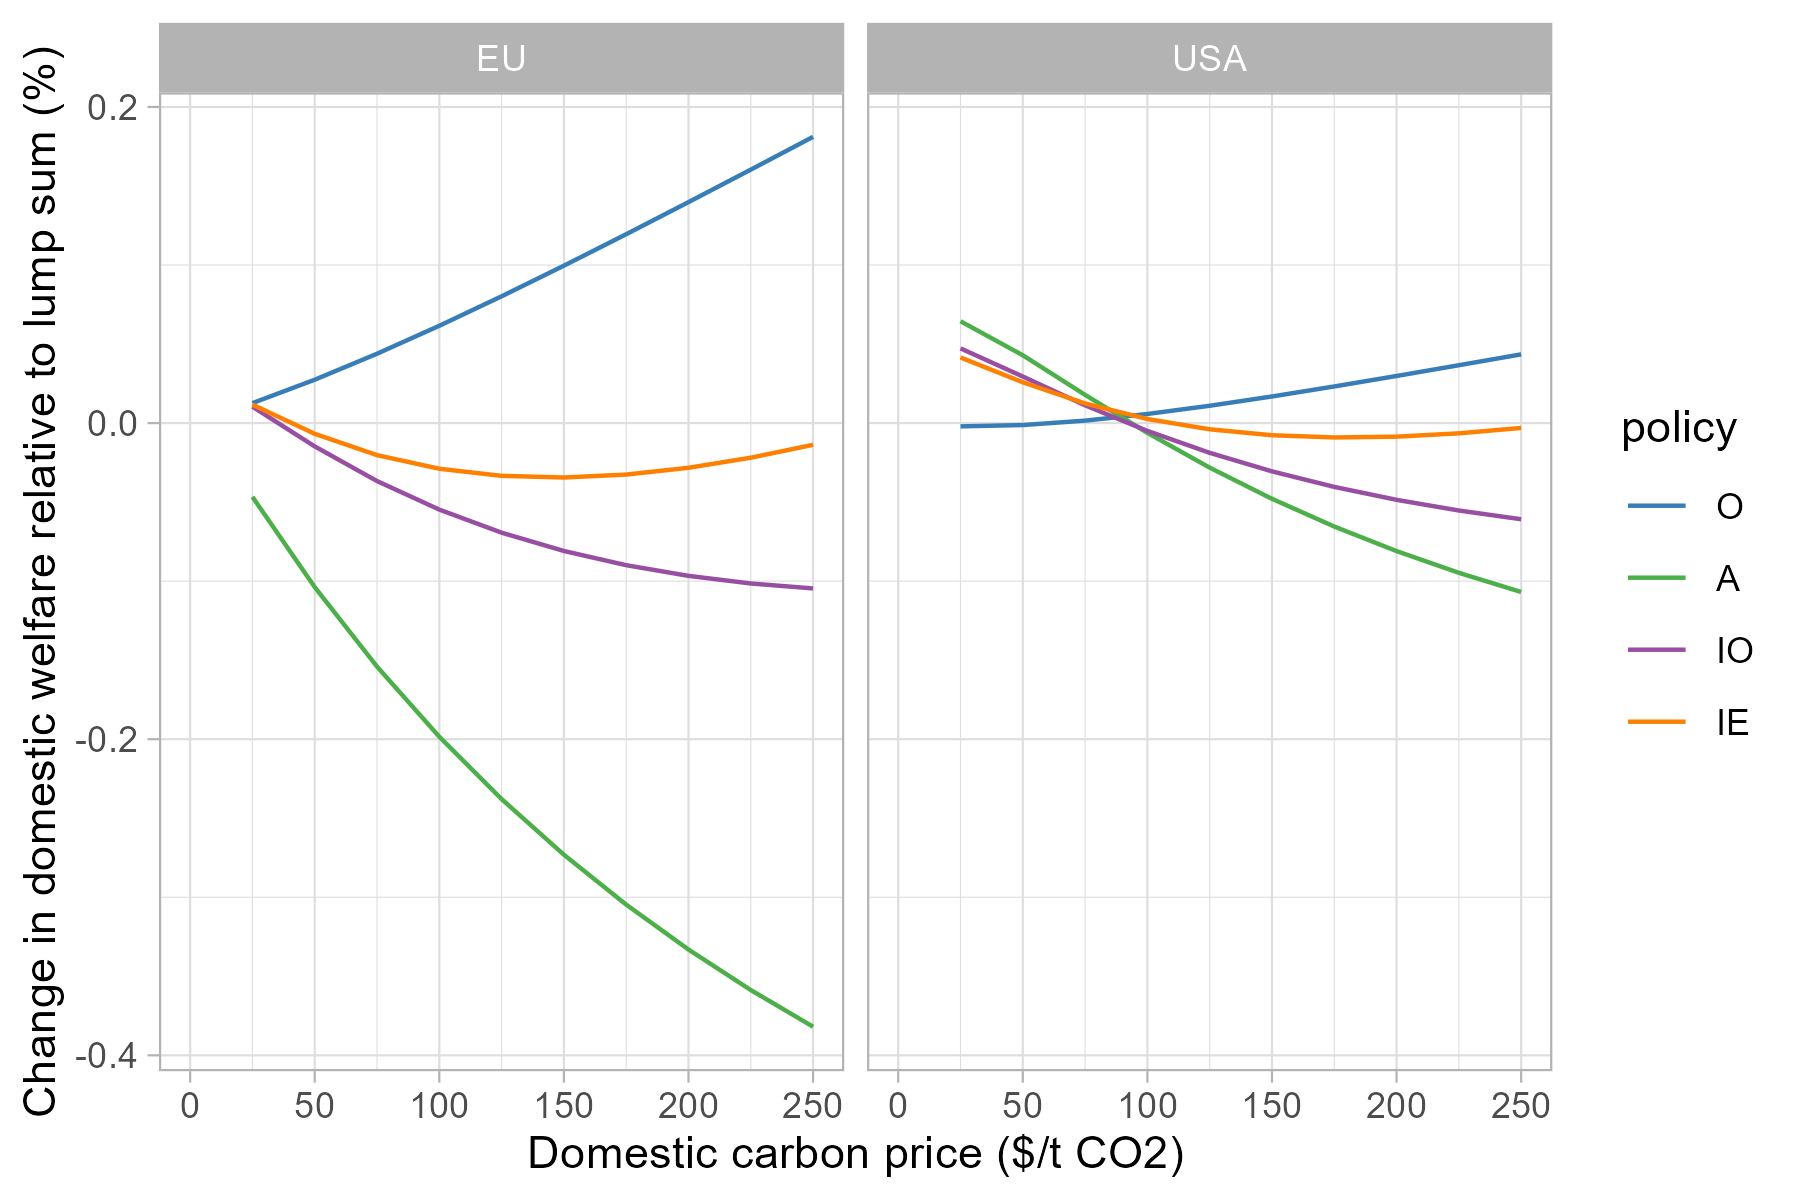 EU
USA
Change in domestic welfare relative to lump sum (%)
0.2
0.0
-0.2
-0.4
0
50
100
150
200
250
0
50
100
150
200
250
Domestic carbon price ($/t CO2)
policy
O
A
IO
IE